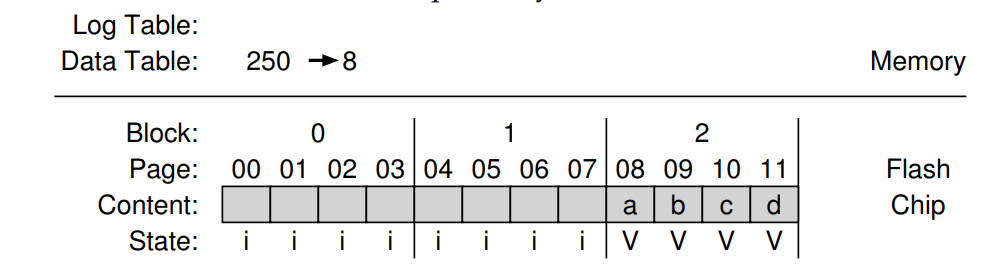 Log Table:
Data Table: 250 → 8 Memory
Block: 0 1 2
Page: 00 01 02 03 04 05 06 07 08 09 10 11 Flash
Content: a b c d Chip
State: i i i i i i i i V V V V